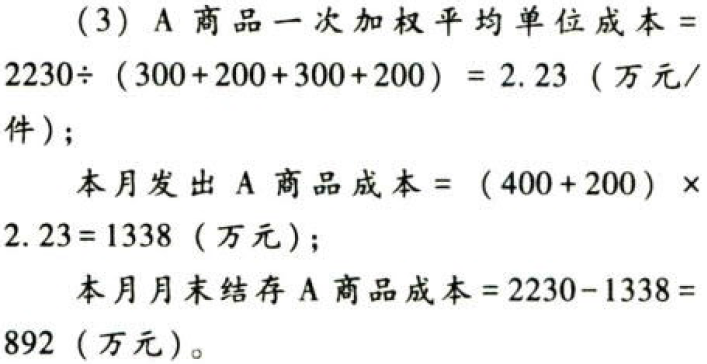 （3）A 商品一次加权平均单位成本=
2230÷（300+200+300+200）=2.23（万元/
件）；
本月发出 A 商品成本=（400+200）×
2.23=1338（万元）；
本月月末结存 A 商品成本=2230-1338=
892（万元）。